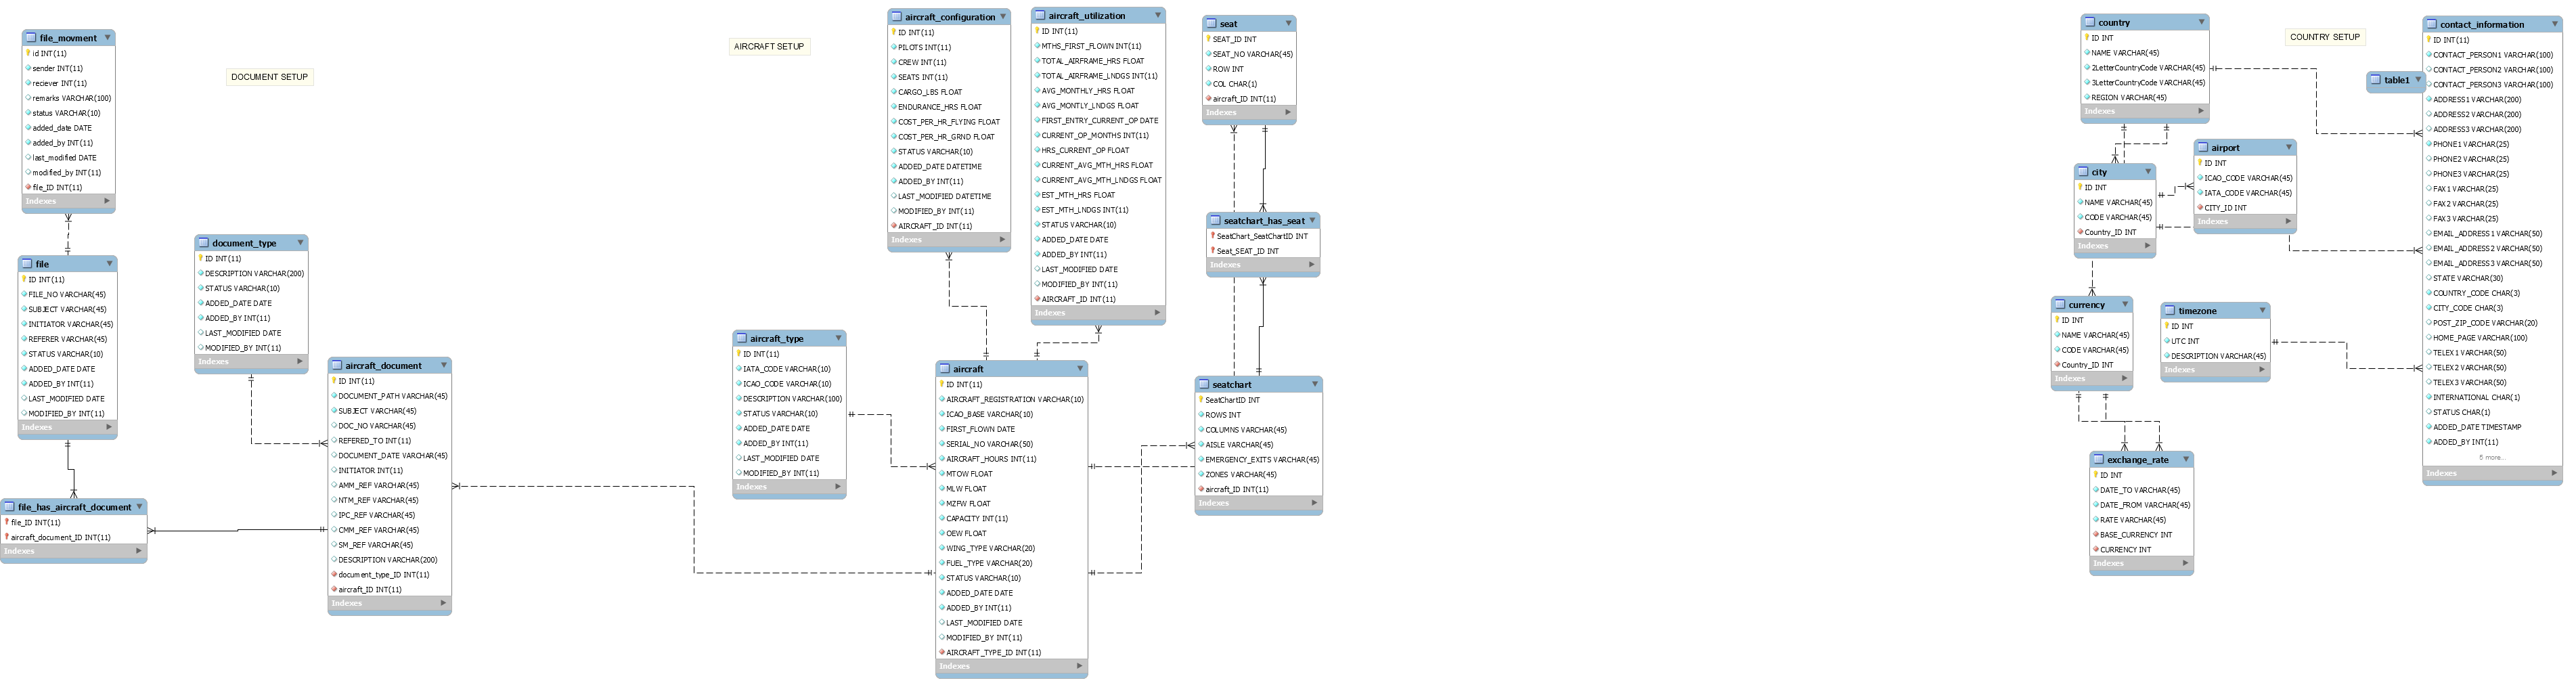 file_movment
id INT(11)
sender INT(11)
reciever INT(11)
remarks VARCHAR(100)
status VARCHAR(10)
added_date DATE
added_by INT(11)
last_modified DATE
modified_by INT(11)
file_ID INT(11)
Indexes
DOCUMENT SETUP
file
ID INT(11)
FILE_NO VARCHAR(45)
SUBJECT VARCHAR(45)
INITIATOR VARCHAR(45)
REFERER VARCHAR(45)
STATUS VARCHAR(10)
ADDED_DATE DATE
ADDED_BY INT(11)
LAST_MODIFIED DATE
MODIFIED_BY INT(11)
Indexes
document_type
ID INT(11)
DESCRIPTION VARCHAR(200)
STATUS VARCHAR(10)
ADDED_DATE DATE
ADDED_BY INT(11)
LAST_MODIFIED DATE
MODIFIED_BY INT(11)
Indexes
file_has_aircraft_document
file_ID INT(11)
aircraft_document_ID INT(11)
Indexes
aircraft_document
ID INT(11)
DOCUMENT_PATH VARCHAR(45)
SUBJECT VARCHAR(45)
DOC_NO VARCHAR(45)
REFERED_TO INT(11)
DOCUMENT_DATE VARCHAR(45)
INITIATOR INT(11)
AMM_REF VARCHAR(45)
NTM_REF VARCHAR(45)
IPC_REF VARCHAR(45)
CMM_REF VARCHAR(45)
SM_REF VARCHAR(45)
DESCRIPTION VARCHAR(200)
document_type_ID INT(11)
aircraft_ID INT(11)
Indexes
AIRCRAFT SETUP
aircraft_configuration
ID INT(11)
PILOTS INT(11)
CREW INT(11)
SEATS INT(11)
CARGO_LBS FLOAT
ENDURANCE_HRS FLOAT
COST_PER_HR_FLYING FLOAT
COST_PER_HR_GRND FLOAT
STATUS VARCHAR(10)
ADDED_DATE DATETIME
ADDED_BY INT(11)
LAST_MODIFIED DATETIME
MODIFIED_BY INT(11)
AIRCRAFT_ID INT(11)
Indexes
aircraft_utilization
ID INT(11)
MTHS_FIRST_FLOWN INT(11)
TOTAL_AIRFRAME_HRS FLOAT
TOTAL_AIRFRAME_LNDGS INT(11)
AVG_MONTHLY_HRS FLOAT
AVG_MONTLY_LNDGS FLOAT
FIRST_ENTRY_CURRENT_OP DATE
CURRENT_OP_MONTHS INT(11)
HRS_CURRENT_OP FLOAT
CURRENT_AVG_MTH_HRS FLOAT
CURRENT_AVG_MTH_LNDGS FLOAT
EST_MTH_HRS FLOAT
EST_MTH_LNDGS INT(11)
STATUS VARCHAR(10)
ADDED_DATE DATE
ADDED_BY INT(11)
LAST_MODIFIED DATE
MODIFIED_BY INT(11)
AIRCRAFT_ID INT(11)
Indexes
seat
SEAT_ID INT
SEAT_NO VARCHAR(45)
ROW INT
COL CHAR(1)
aircraft_ID INT(11)
Indexes
seatchart_has_seat
SeatChart_SeatChartID INT
Seat_SEAT_ID INT
Indexes
aircraft_type
ID INT(11)
IATA_CODE VARCHAR(10)
ICAO_CODE VARCHAR(10)
DESCRIPTION VARCHAR(100)
STATUS VARCHAR(10)
ADDED_DATE DATE
ADDED_BY INT(11)
LAST_MODIFIED DATE
MODIFIED_BY INT(11)
Indexes
aircraft
ID INT(11)
AIRCRAFT_REGISTRATION VARCHAR(10)
ICAO_BASE VARCHAR(10)
FIRST_FLOWN DATE
SERIAL_NO VARCHAR(50)
AIRCRAFT_HOURS INT(11)
MTOW FLOAT
MLW FLOAT
MZFW FLOAT
CAPACITY INT(11)
OEW FLOAT
WING_TYPE VARCHAR(20)
FUEL_TYPE VARCHAR(20)
STATUS VARCHAR(10)
ADDED_DATE DATE
ADDED_BY INT(11)
LAST_MODIFIED DATE
MODIFIED_BY INT(11)
AIRCRAFT_TYPE_ID INT(11)
Indexes
seatchart
SeatChartID INT
ROWS INT
COLUMNS VARCHAR(45)
AISLE VARCHAR(45)
EMERGENCY_EXITS VARCHAR(45)
ZONES VARCHAR(45)
aircraft_ID INT(11)
Indexes
country
ID INT
NAME VARCHAR(45)
2LetterCountryCode VARCHAR(45)
3LetterCountryCode VARCHAR(45)
REGION VARCHAR(45)
Indexes
COUNTRY SETUP
table1
city
ID INT
NAME VARCHAR(45)
CODE VARCHAR(45)
Country_ID INT
Indexes
airport
ID INT
ICAO_CODE VARCHAR(45)
IATA_CODE VARCHAR(45)
CITY_ID INT
Indexes
currency
ID INT
NAME VARCHAR(45)
CODE VARCHAR(45)
Country_ID INT
Indexes
timezone
ID INT
UTC INT
DESCRIPTION VARCHAR(45)
Indexes
exchange_rate
ID INT
DATE_TO VARCHAR(45)
DATE_FROM VARCHAR(45)
RATE VARCHAR(45)
BASE_CURRENCY INT
CURRENCY INT
Indexes
contact_information
ID INT(11)
CONTACT_PERSON1 VARCHAR(100)
CONTACT_PERSON2 VARCHAR(100)
CONTACT_PERSON3 VARCHAR(100)
ADDRESS1 VARCHAR(200)
ADDRESS2 VARCHAR(200)
ADDRESS3 VARCHAR(200)
PHONE1 VARCHAR(25)
PHONE2 VARCHAR(25)
PHONE3 VARCHAR(25)
FAX1 VARCHAR(25)
FAX2 VARCHAR(25)
FAX3 VARCHAR(25)
EMAIL_ADDRESS1 VARCHAR(50)
EMAIL_ADDRESS2 VARCHAR(50)
EMAIL_ADDRESS3 VARCHAR(50)
STATE VARCHAR(30)
COUNTRY_CODE CHAR(3)
CITY_CODE CHAR(3)
POST_ZIP_CODE VARCHAR(20)
HOME_PAGE VARCHAR(100)
TELEX1 VARCHAR(50)
TELEX2 VARCHAR(50)
TELEX3 VARCHAR(50)
INTERNATIONAL CHAR(1)
STATUS CHAR(1)
ADDED_DATE TIMESTAMP
ADDED_BY INT(11)
5 more...
Indexes